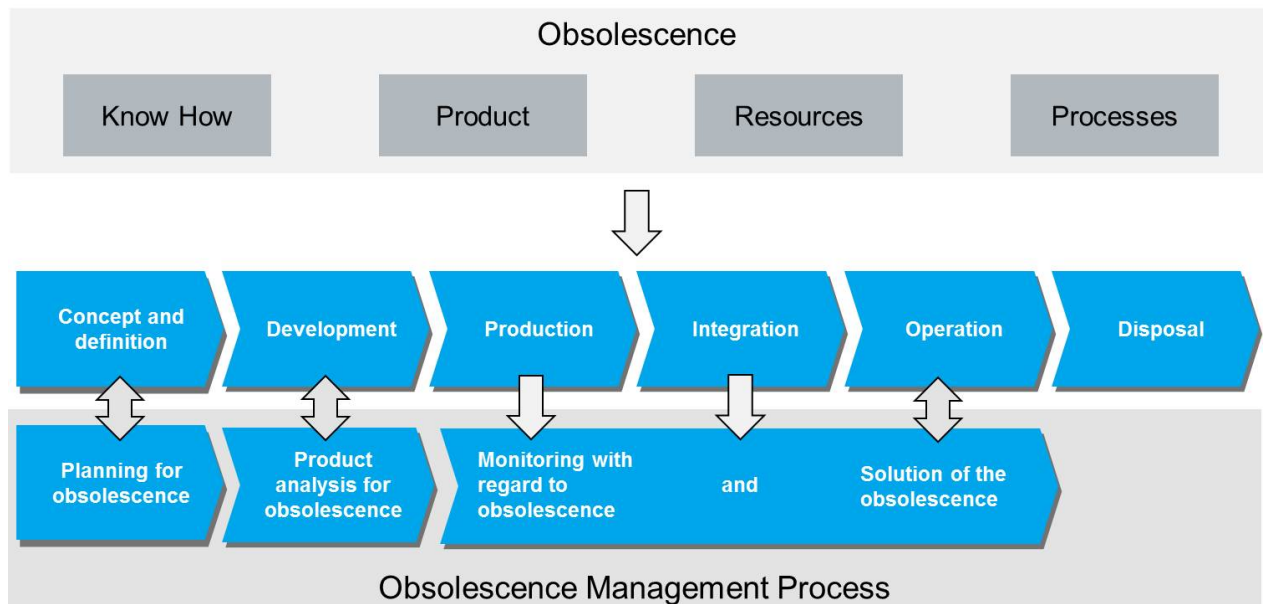 Obsolescence
Know How
Product
Resources
Processes
Concept and
definition
Development
Production
Integration
Operation
Disposal
Planning for
obsolescence
Product
analysis for
obsolescence
Monitoring with
regard to
obsolescence
and
Solution of the
obsolescence
Obsolescence Management Process